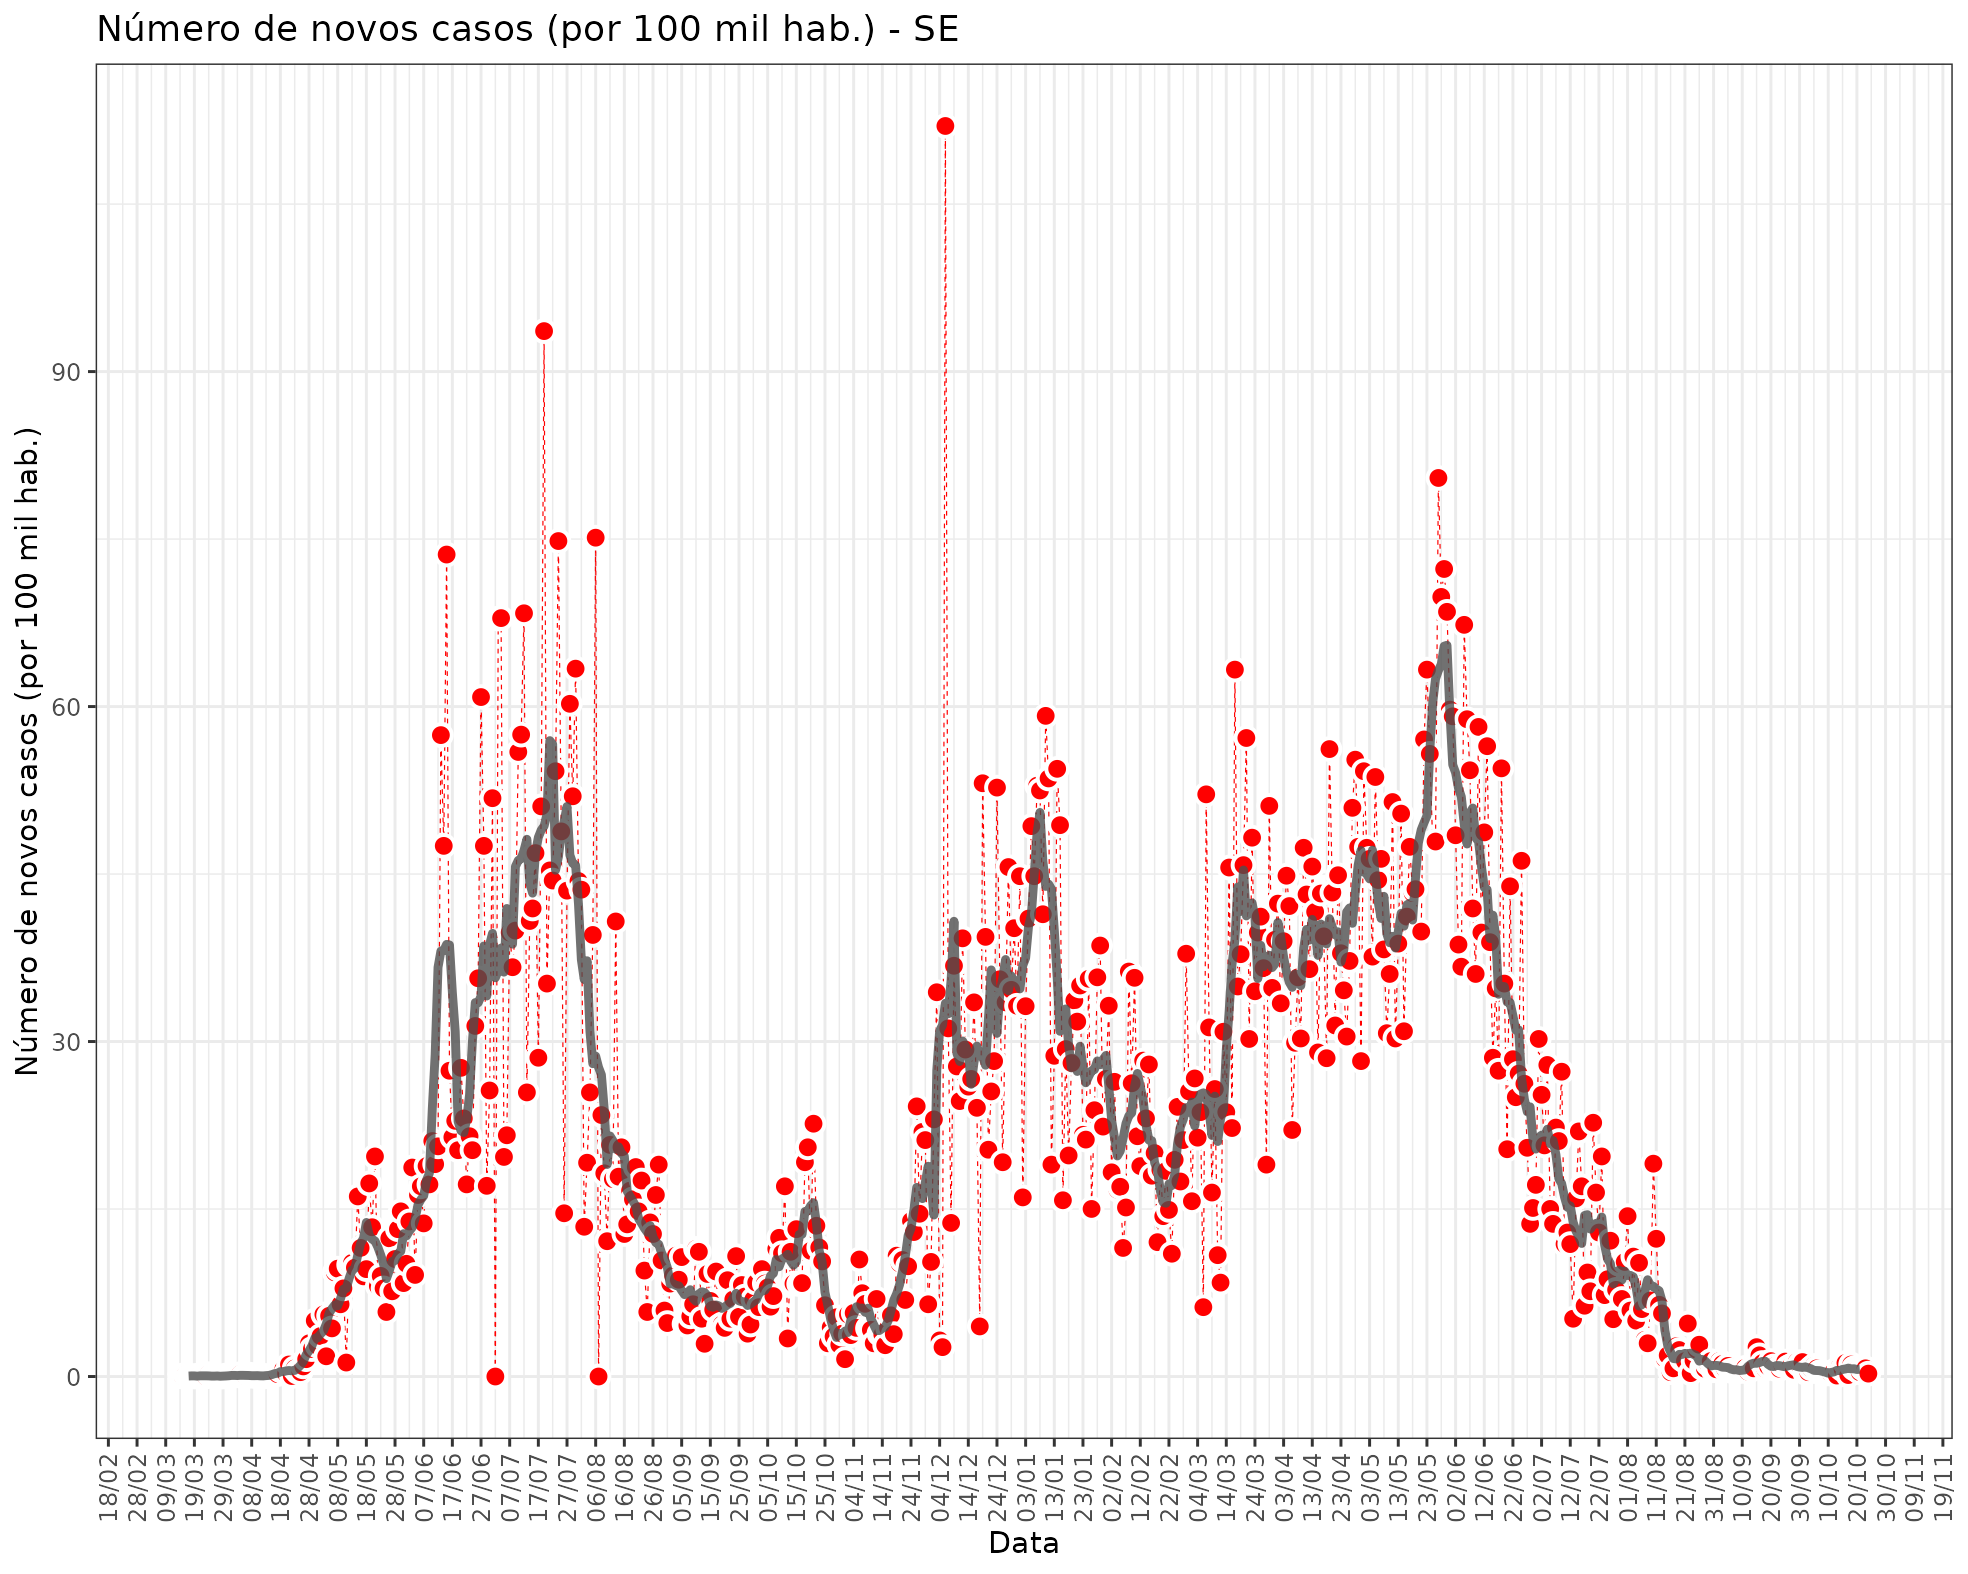 Número de novos casos (por 100 mil hab.) - SE
Número de novos casos (por 100 mil hab.)
90
60
30
0
18/02 28/02 09/03 19/03 29/03 08/04 18/04 28/04 08/05 18/05 28/05 07/06 17/06 27/06 07/07 17/07 27/07 06/08 16/08 26/08 05/09 15/09 25/09 05/10 15/10 25/10 04/11 14/11 24/11 04/12 14/12 24/12 03/01 13/01 23/01 02/02 12/02 22/02 04/03 14/03 24/03 03/04 13/04 23/04 03/05 13/05 23/05 02/06 12/06 22/06 02/07 12/07 22/07 01/08 11/08 21/08 31/08 10/09 20/09 30/09 10/10 20/10 30/10 09/11 19/11
Data